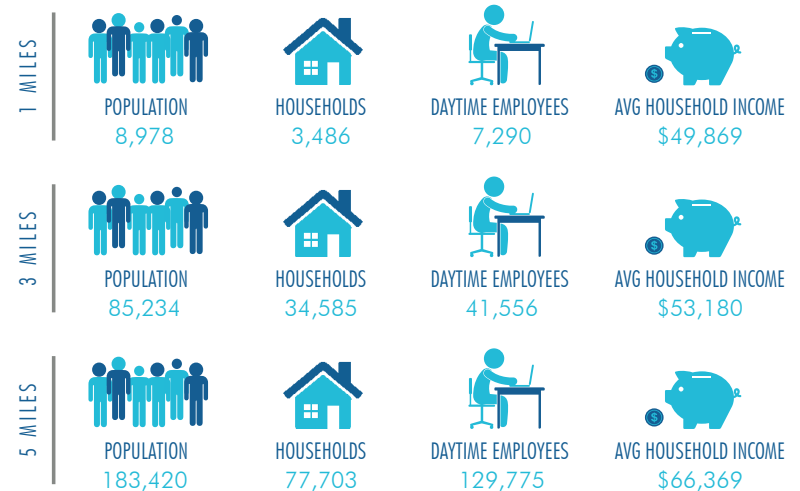 1 MILES
POPULATION
8,978
HOUSEHOLDS
3,486
DAYTIME EMPLOYEES
7,290
$
AVG HOUSEHOLD INCOME
$49,869
3 MILES
POPULATION
85,234
HOUSEHOLDS
34,585
DAYTIME EMPLOYEES
41,556
$
AVG HOUSEHOLD INCOME
$53,180
5 MILES
POPULATION
183,420
HOUSEHOLDS
77,703
DAYTIME EMPLOYEES
129,775
$
AVG HOUSEHOLD INCOME
$66,369